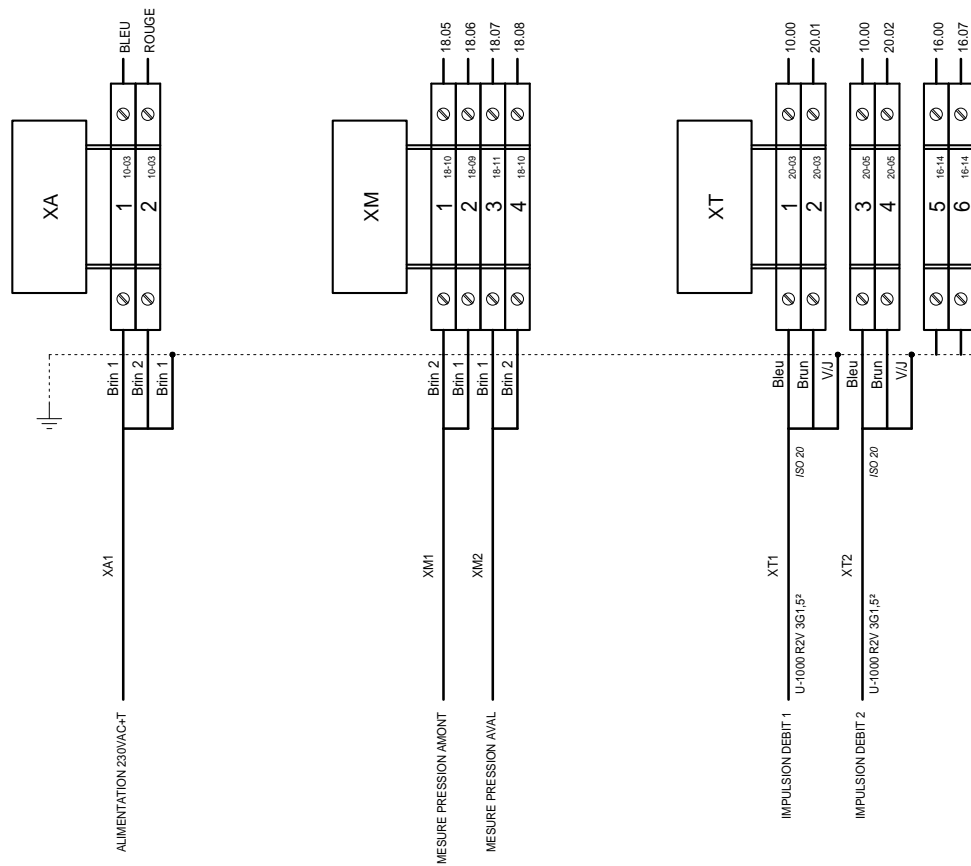 XA
1 10-03 BLEU
2 10-03 ROUGE
Brin 1
Brin 2
Brin 1
XA1
ALIMENTATION 230VAC+T
XM
1 18-10 18.05
2 18-09 18.06
3 18-11 18.07
4 18-10 18.08
Brin 2
Brin 1
Brin 1
Brin 2
XM1
XM2
MESURE PRESSION AMONT
MESURE PRESSION AVAL
XT
1 20-03 10.00
2 20-03 20.01
3 20-05 10.00
4 20-05 20.02
5 16-14 16.00
6 16-14 16.07
Bleu
Brun
V/J
Bleu
Brun
V/J
ISO 20
ISO 20
XT1
XT2
U-1000 R2V 3G1,5²
U-1000 R2V 3G1,5²
IMPULSION DEBIT 1
IMPULSION DEBIT 2